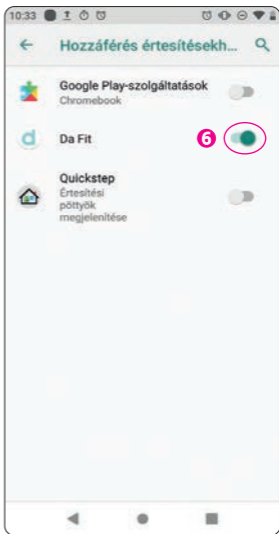 10:33
Hozzáférés értesítésekh...
Google Play-szolgáltatások
Chromebook
d Da Fit
6
Quickstep
Értesítési
pöttyök
megjelenítése